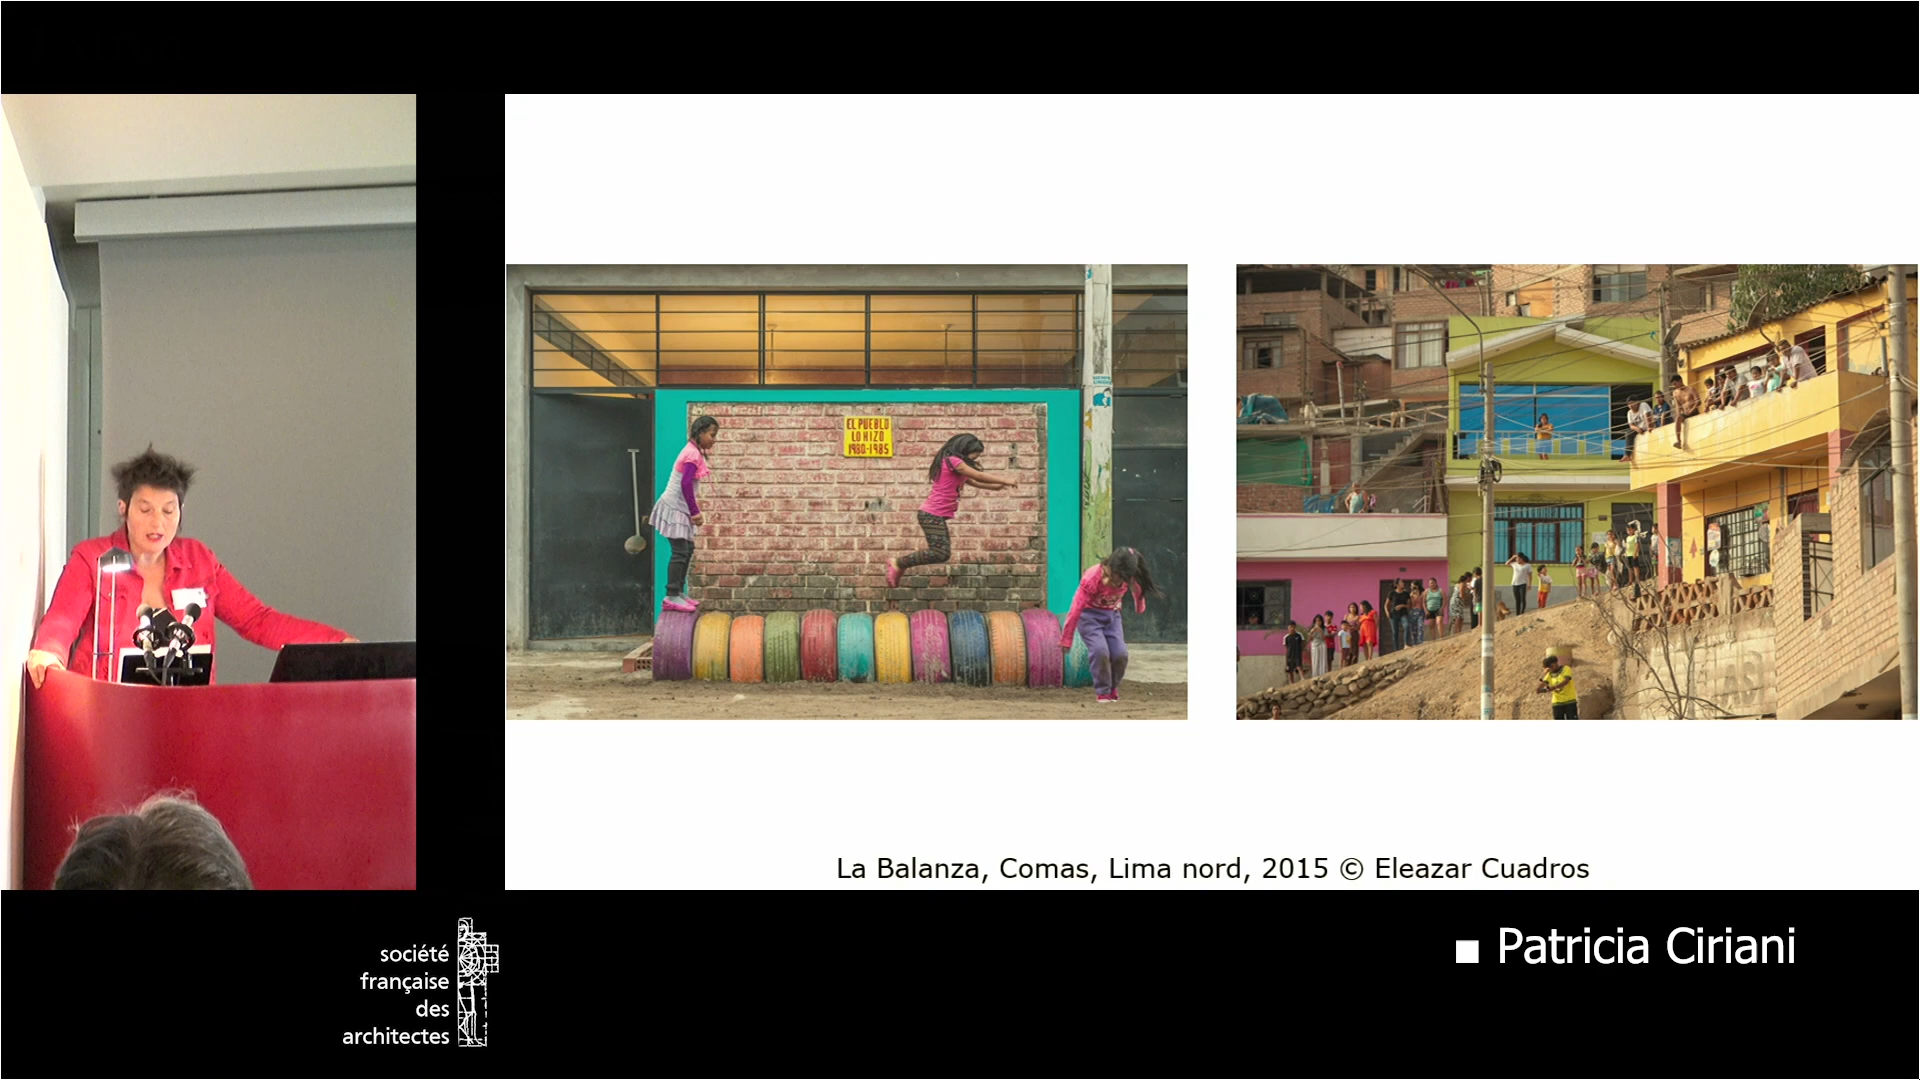 EL PUEBLO
LO HIZO
1980-1985
La Balanza, Comas, Lima nord, 2015 © Eleazar Cuadros
société
française
des
architectes
Patricia Ciriani